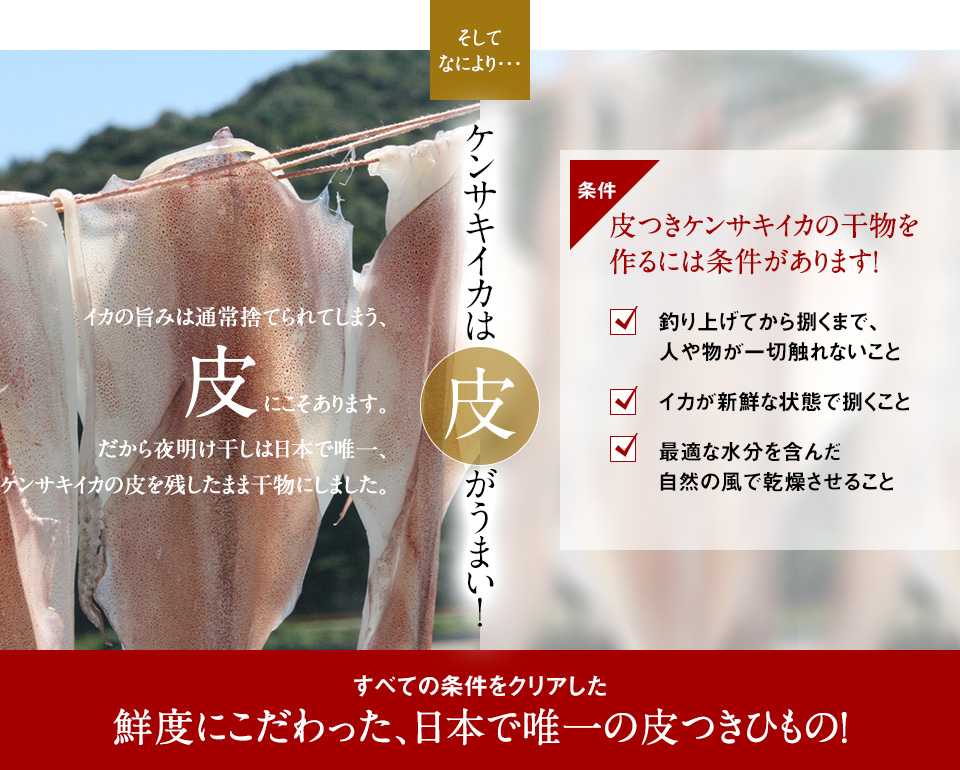 そして
なにより・・・
ケンサキイカは皮がうまい！
イカの旨みは通常捨てられてしまう、
皮にこそあります。
だから夜明け干しは日本で唯一、
ケンサキイカの皮を残したまま干物にしました。
条件
皮つきケンサキイカの干物を
作るには条件があります!
釣り上げてから捌くまで、
人や物が一切触れないこと
イカが新鮮な状態で捌くこと
最適な水分を含んだ
自然の風で乾燥させること
すべての条件をクリアした
鮮度にこだわった、日本で唯一の皮つきひもの!